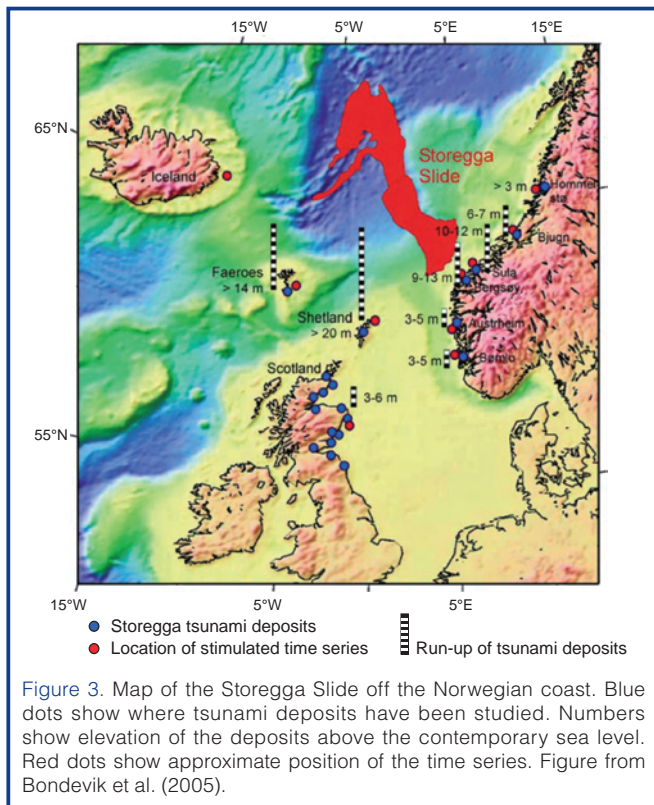 15°W 5°W 5°E 15°E
65°N
Storegga
Slide
Iceland
> 3 m
Hommel
stø
6-7 m
10-12 m
Bjugn
Faeroes
> 14 m
9-13 m
Sula
Bergsøy
Shetland
> 20 m
3-5 m
Austrheim
3-5 m
Bømlo
Scotland
3-6 m
55°N
15°W 5°W 5°E
Storegga tsunami deposits
Location of stimulated time series
Run-up of tsunami deposits
Figure 3. Map of the Storegga Slide off the Norwegian coast. Blue
dots show where tsunami deposits have been studied. Numbers
show elevation of the deposits above the contemporary sea level.
Red dots show approximate position of the time series. Figure from
Bondevik et al. (2005).